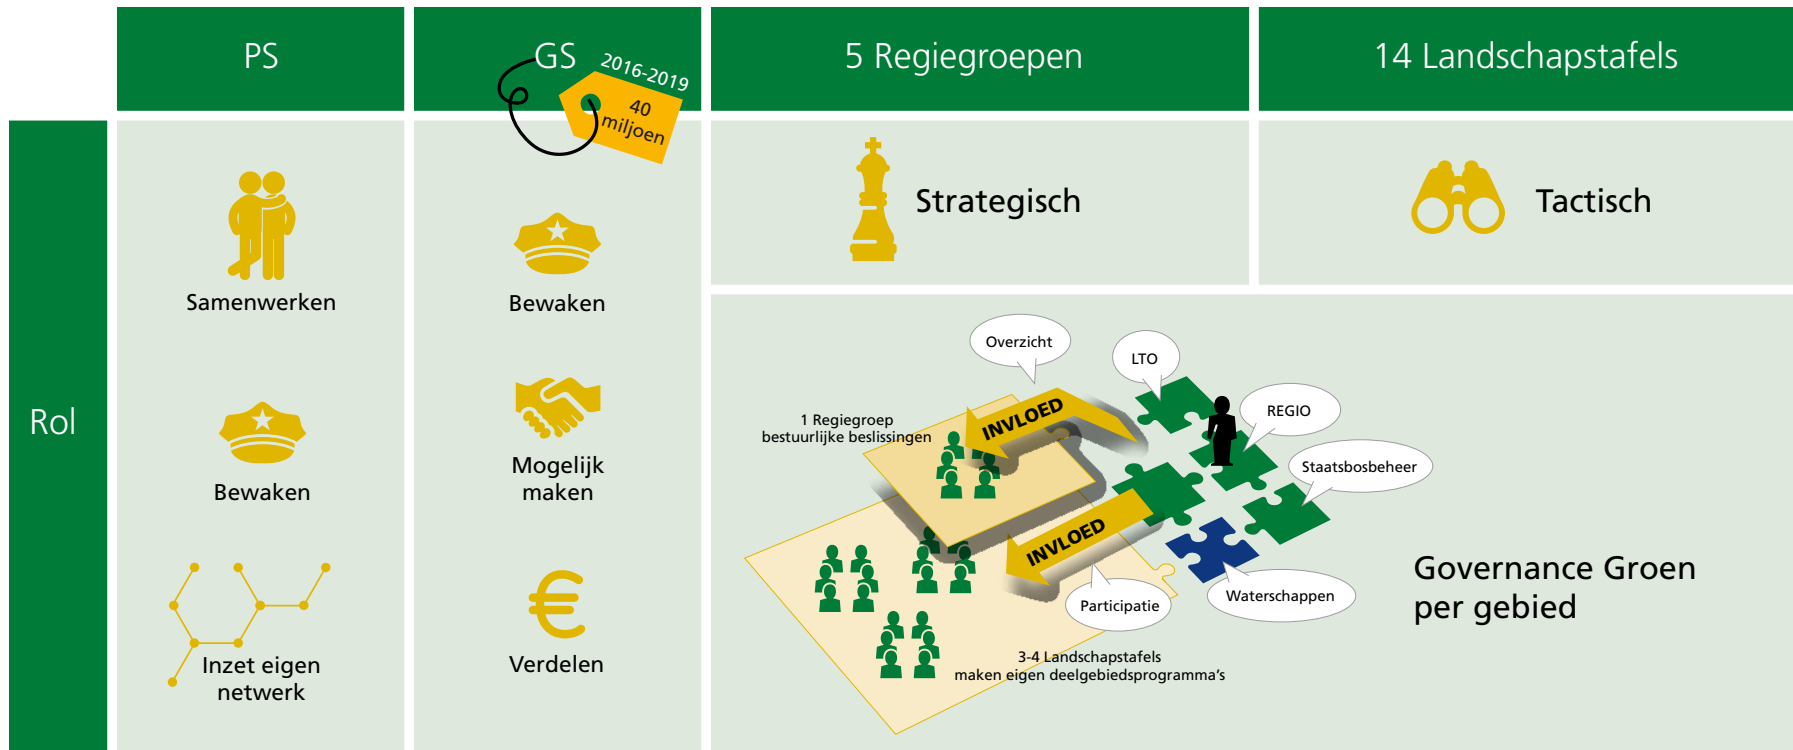 PS
GS
2016-2019
40
miljoen
5 Regiegroepen
14 Landschapstafels
Rol
Samenwerken
Bewaken
Inzet eigen
netwerk
Bewaken
Mogelijk
maken
Verdelen
Strategisch
Tactisch
Overzicht
LTO
1 Regiegroep
bestuurlijke beslissingen
INVLOED
REGIO
Staatsbosbeheer
INVLOED
Participatie
Waterschappen
3-4 Landschapstafels
maken eigen deelgebiedsprogramma's
Governance Groen
per gebied